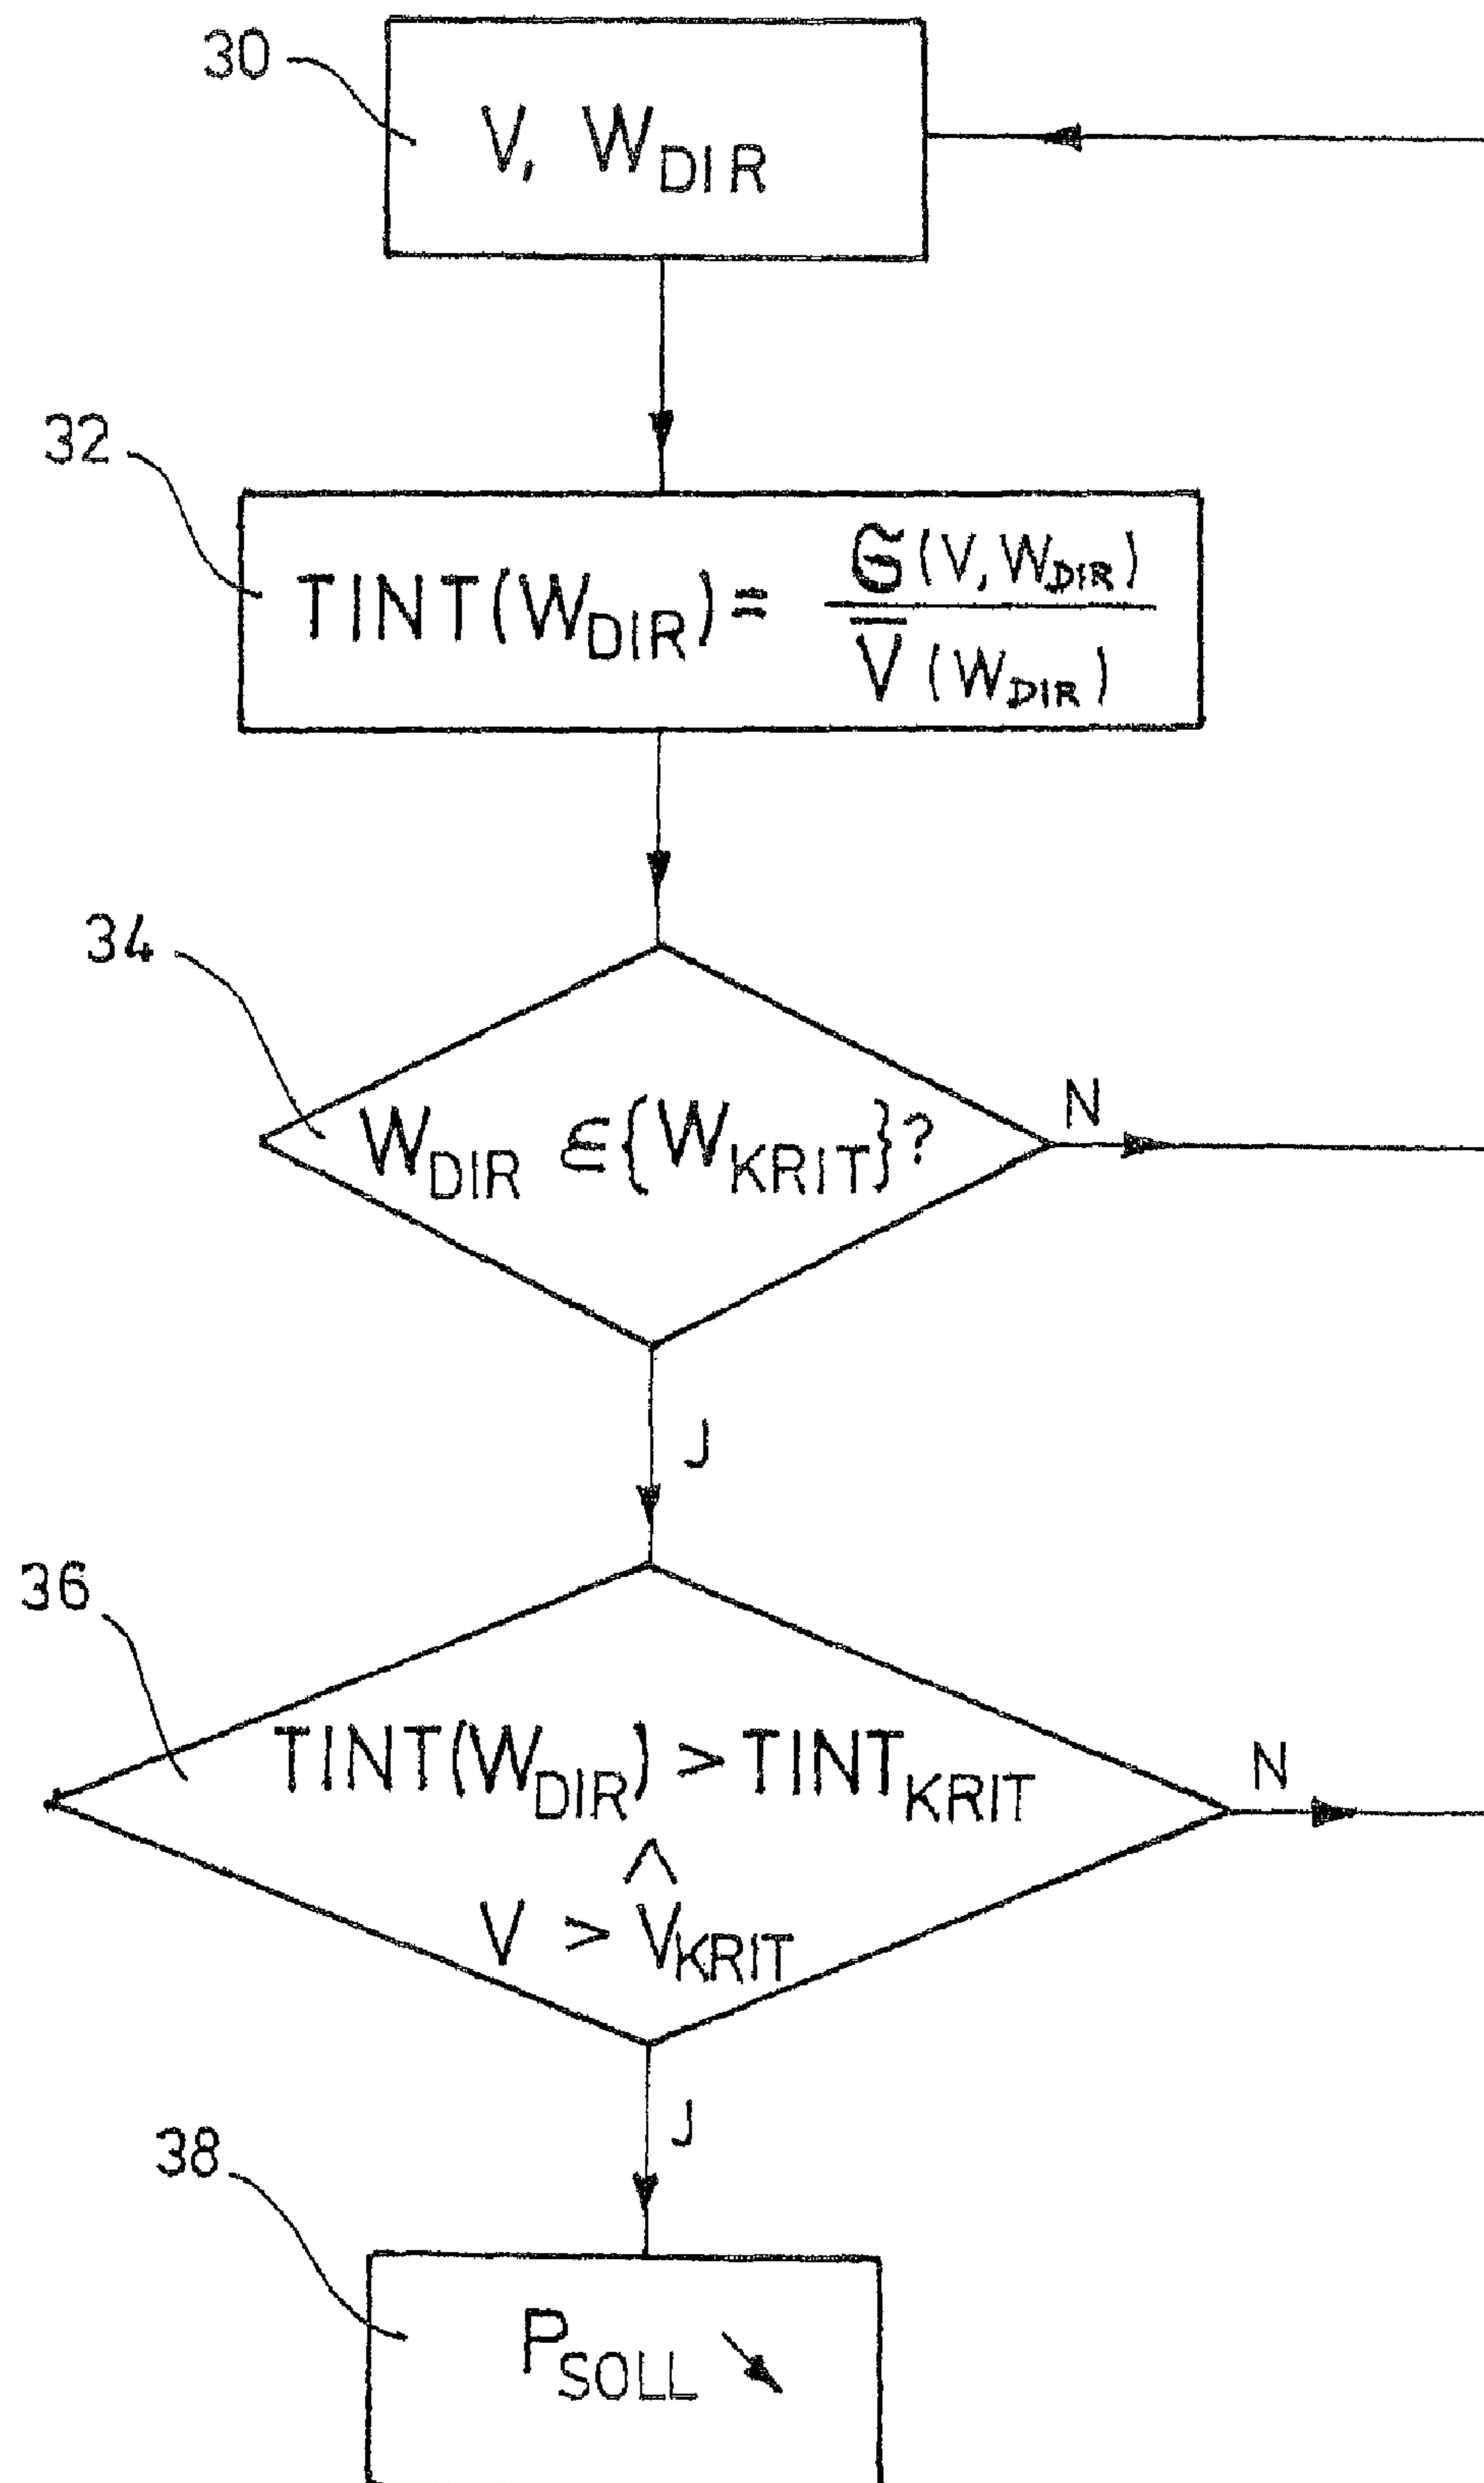 30
V, W_DIR
32
TINT(W_DIR) = σ(V, W_DIR) / V̅(W_DIR)
34
W_DIR ε{W_KRIT}?
N
J
36
TINT(W_DIR) > TINT_KRIT
N
∧
V > V_KRIT
J
38
P_SOLL ↘